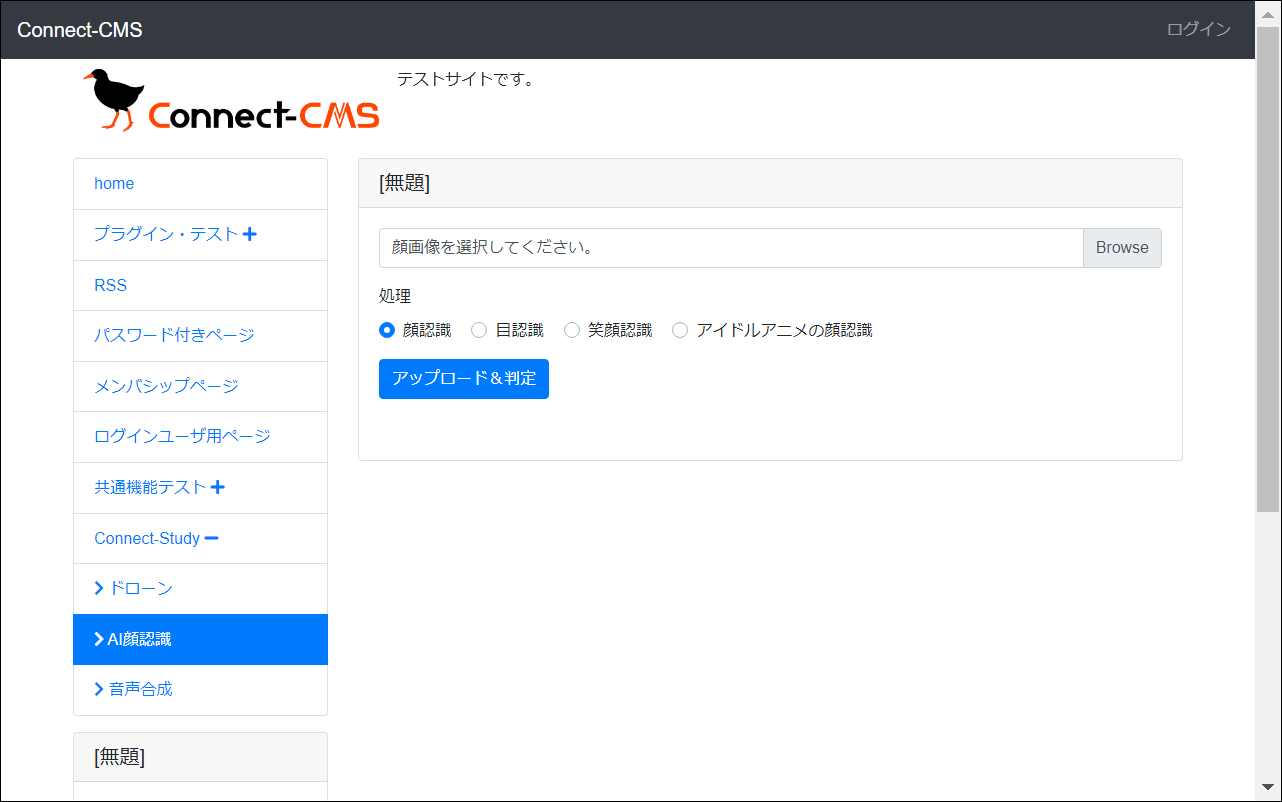 Connect-CMS
ログイン
Connect-CMS
テストサイトです。
home
プラグイン・テスト
RSS
パスワード付きページ
メンバシップページ
ログインユーザ用ページ
共通機能テスト
Connect-Study
ドローン
AI顔認識
音声合成
[無題]
[無題]
顔画像を選択してください。 Browse
処理
顔認識 目認識 笑顔認識 アイドルアニメの顔認識
アップロード＆判定